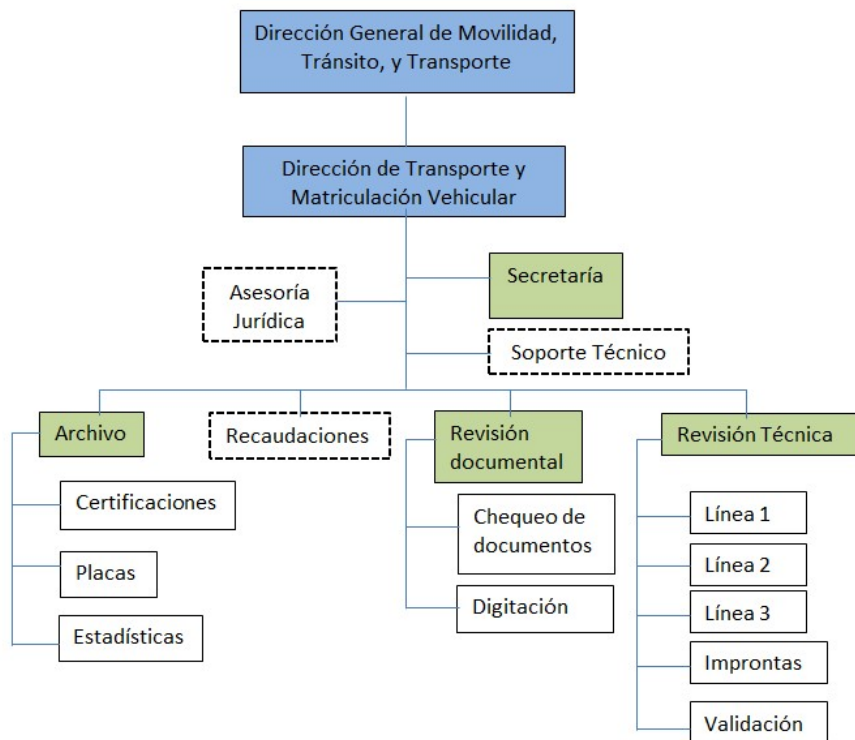 Dirección General de Movilidad,
Tránsito, y Transporte
Dirección de Transporte y
Matriculación Vehicular
Asesoría
Jurídica
Secretaría
Soporte Técnico
Archivo
Certificaciones
Placas
Estadísticas
Recaudaciones
Revisión
documental
Chequeo de
documentos
Digitación
Revisión Técnica
Línea 1
Línea 2
Línea 3
Improntas
Validación